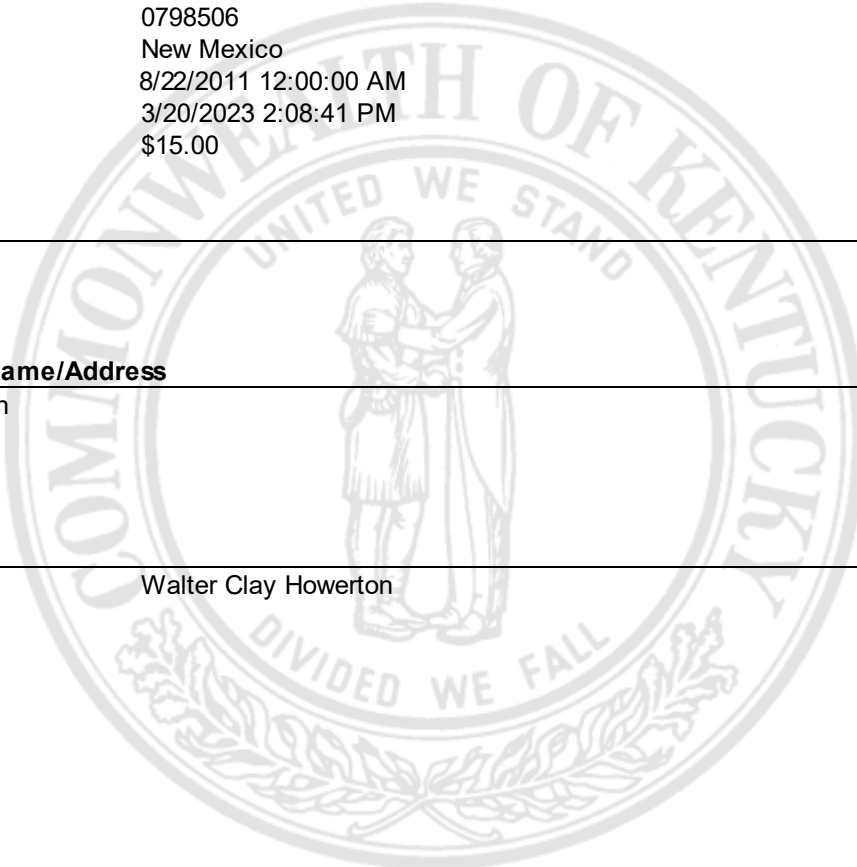 0798506
New Mexico
8/22/2011 12:00:00 AM
3/20/2023 2:08:41 PM
$15.00
COMMONWEALTH OF KENTUCKY
UNITED WE STAND
ame/Address
n
Walter Clay Howerton
DIVIDED WE FALL